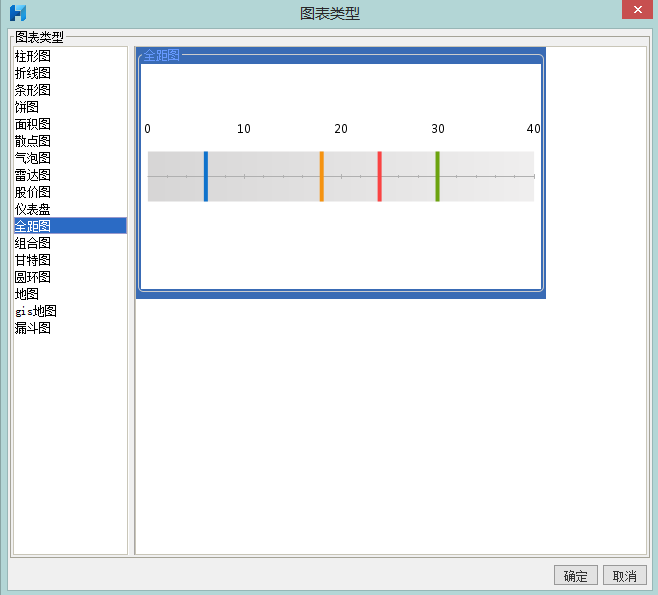 图表类型
图表类型
柱形图
折线图
条形图
饼图
面积图
散点图
气泡图
雷达图
股价图
仪表盘
全距图
组合图
甘特图
圆环图
地图
gis地图
漏斗图
全距图
0 10 20 30 40
确定 取消